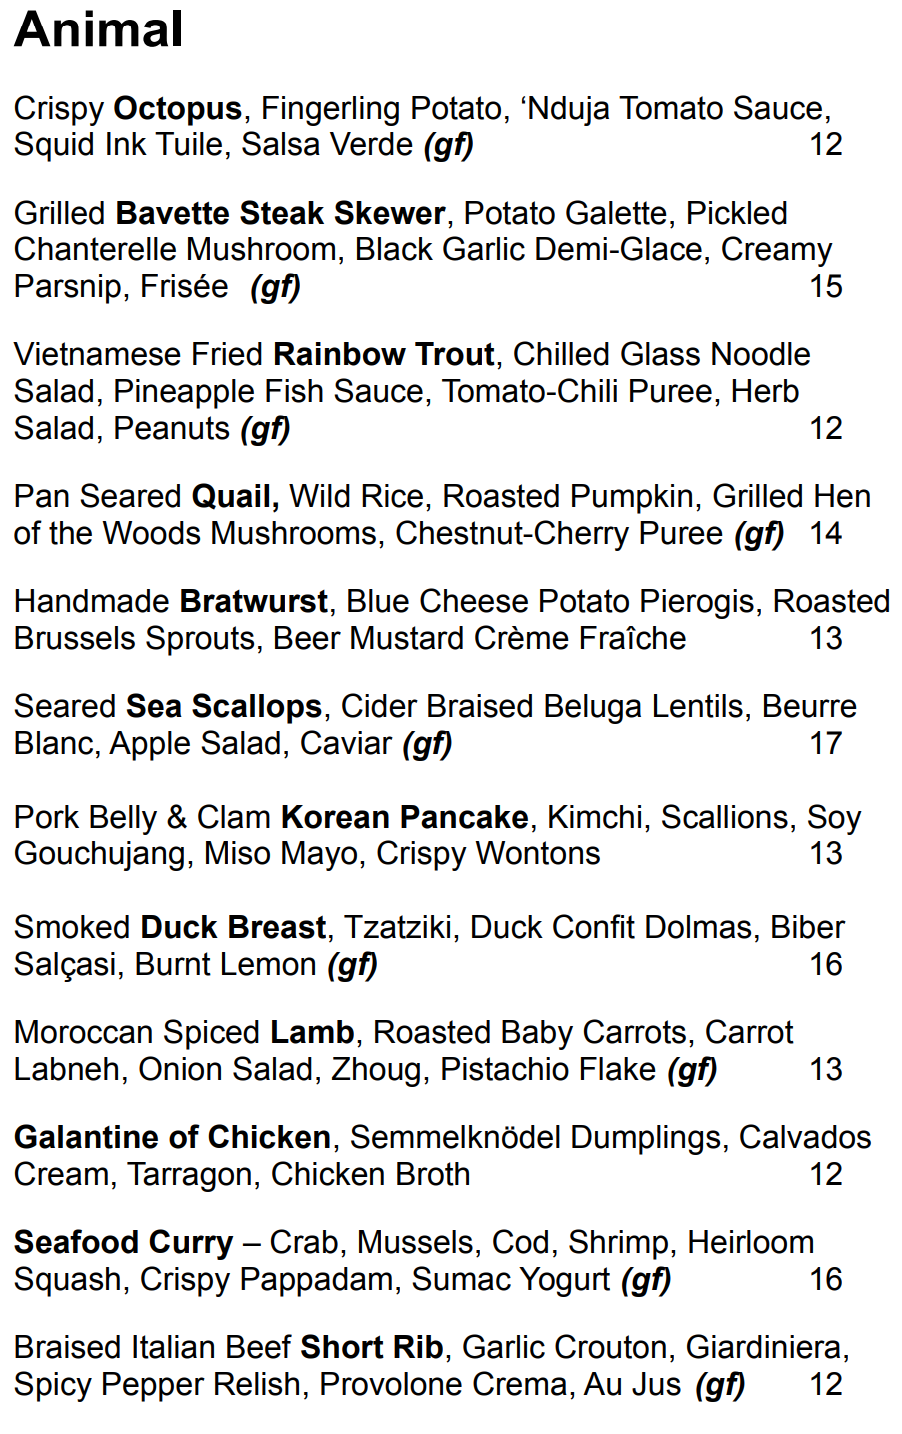 Animal
Crispy Octopus, Fingerling Potato, ‘Nduja Tomato Sauce,
Squid Ink Tuile, Salsa Verde (gf) 12
Grilled Bavette Steak Skewer, Potato Galette, Pickled
Chanterelle Mushroom, Black Garlic Demi-Glace, Creamy
Parsnip, Frisée (gf) 15
Vietnamese Fried Rainbow Trout, Chilled Glass Noodle
Salad, Pineapple Fish Sauce, Tomato-Chili Puree, Herb
Salad, Peanuts (gf) 12
Pan Seared Quail, Wild Rice, Roasted Pumpkin, Grilled Hen
of the Woods Mushrooms, Chestnut-Cherry Puree (gf) 14
Handmade Bratwurst, Blue Cheese Potato Pierogis, Roasted
Brussels Sprouts, Beer Mustard Crème Fraîche 13
Seared Sea Scallops, Cider Braised Beluga Lentils, Beurre
Blanc, Apple Salad, Caviar (gf) 17
Pork Belly & Clam Korean Pancake, Kimchi, Scallions, Soy
Gouchujang, Miso Mayo, Crispy Wontons 13
Smoked Duck Breast, Tzatziki, Duck Confit Dolmas, Biber
Salçasi, Burnt Lemon (gf) 16
Moroccan Spiced Lamb, Roasted Baby Carrots, Carrot
Labneh, Onion Salad, Zhoug, Pistachio Flake (gf) 13
Galantine of Chicken, Semmelknödel Dumplings, Calvados
Cream, Tarragon, Chicken Broth 12
Seafood Curry – Crab, Mussels, Cod, Shrimp, Heirloom
Squash, Crispy Pappadam, Sumac Yogurt (gf) 16
Braised Italian Beef Short Rib, Garlic Crouton, Giardiniera,
Spicy Pepper Relish, Provolone Crema, Au Jus (gf) 12